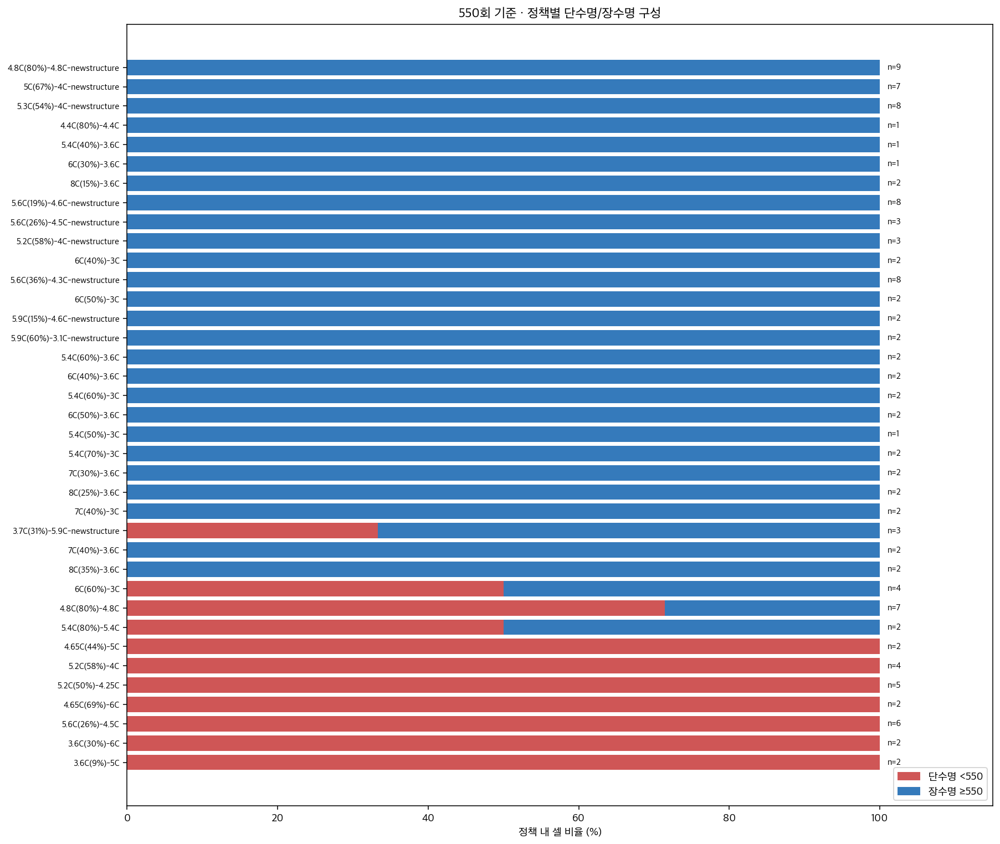 550회 기준 · 정책별 단수명/장수명 구성
4.8C(80%)-4.8C-newstructure n=9
5C(67%)-4C-newstructure n=7
5.3C(54%)-4C-newstructure n=8
4.4C(80%)-4.4C n=1
5.4C(40%)-3.6C n=1
6C(30%)-3.6C n=1
8C(15%)-3.6C n=2
5.6C(19%)-4.6C-newstructure n=8
5.6C(26%)-4.5C-newstructure n=3
5.2C(58%)-4C-newstructure n=3
6C(40%)-3C n=2
5.6C(36%)-4.3C-newstructure n=8
6C(50%)-3C n=2
5.9C(15%)-4.6C-newstructure n=2
5.9C(60%)-3.1C-newstructure n=2
5.4C(60%)-3.6C n=2
6C(40%)-3.6C n=2
5.4C(60%)-3C n=2
6C(50%)-3.6C n=2
5.4C(50%)-3C n=1
5.4C(70%)-3C n=2
7C(30%)-3.6C n=2
8C(25%)-3.6C n=2
7C(40%)-3C n=2
3.7C(31%)-5.9C-newstructure n=3
7C(40%)-3.6C n=2
8C(35%)-3.6C n=2
6C(60%)-3C n=4
4.8C(80%)-4.8C n=7
5.4C(80%)-5.4C n=2
4.65C(44%)-5C n=2
5.2C(58%)-4C n=4
5.2C(50%)-4.25C n=5
4.65C(69%)-6C n=2
5.6C(26%)-4.5C n=6
3.6C(30%)-6C n=2
3.6C(9%)-5C n=2
단수명 <550
장수명 ≥550
0 20 40 60 80 100
정책 내 셀 비율 (%)